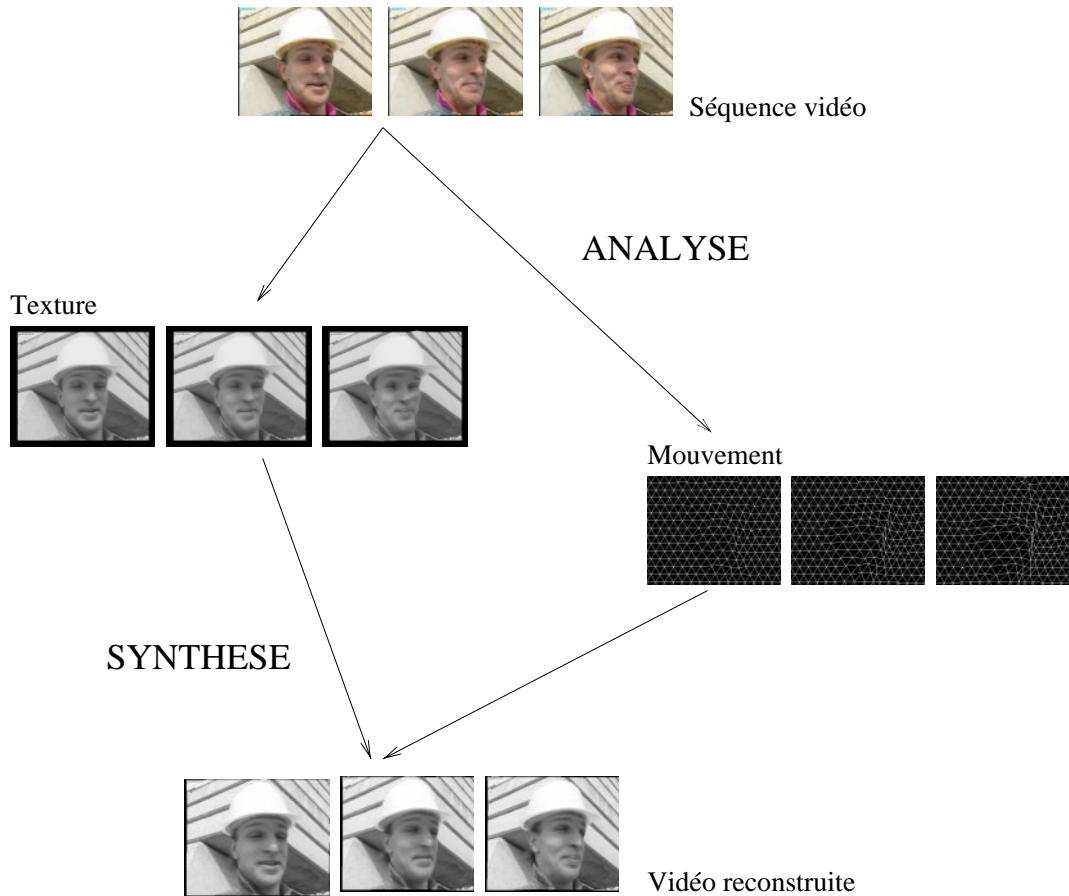 Séquence vidéo
ANALYSE
Texture
Mouvement
SYNTHESE
Vidéo reconstruite